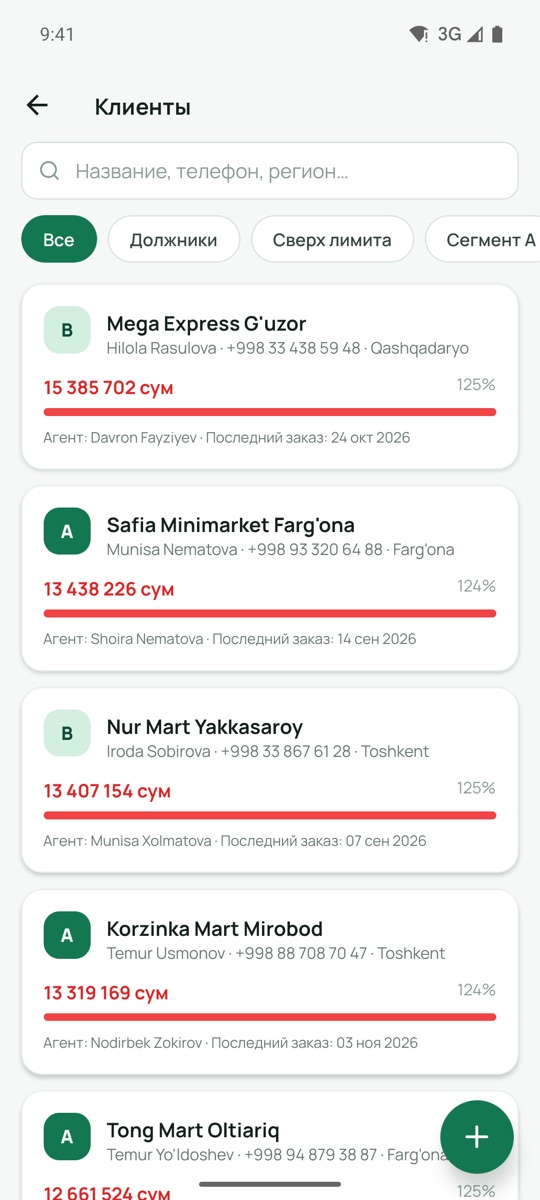 9:41
3G
Клиенты
Название, телефон, регион…
Все
Должники
Сверх лимита
Сегмент A
B
Mega Express G'uzor
Hilola Rasulova · +998 33 438 59 48 · Qashqadaryo
15 385 702 сум
125%
Агент: Davron Fayziyev · Последний заказ: 24 окт 2026
A
Safia Minimarket Farg'ona
Munisa Nematova · +998 93 320 64 88 · Farg'ona
13 438 226 сум
124%
Агент: Shoira Nematova · Последний заказ: 14 сен 2026
B
Nur Mart Yakkasaroy
Iroda Sobirova · +998 33 867 61 28 · Toshkent
13 407 154 сум
125%
Агент: Munisa Xolmatova · Последний заказ: 07 сен 2026
A
Korzinka Mart Mirobod
Temur Usmonov · +998 88 708 70 47 · Toshkent
13 319 169 сум
124%
Агент: Nodirbek Zokirov · Последний заказ: 03 ноя 2026
A
Tong Mart Oltiariq
Temur Yo'ldoshev · +998 94 879 38 87 · Farg'ona
12 661 524 сум
125%